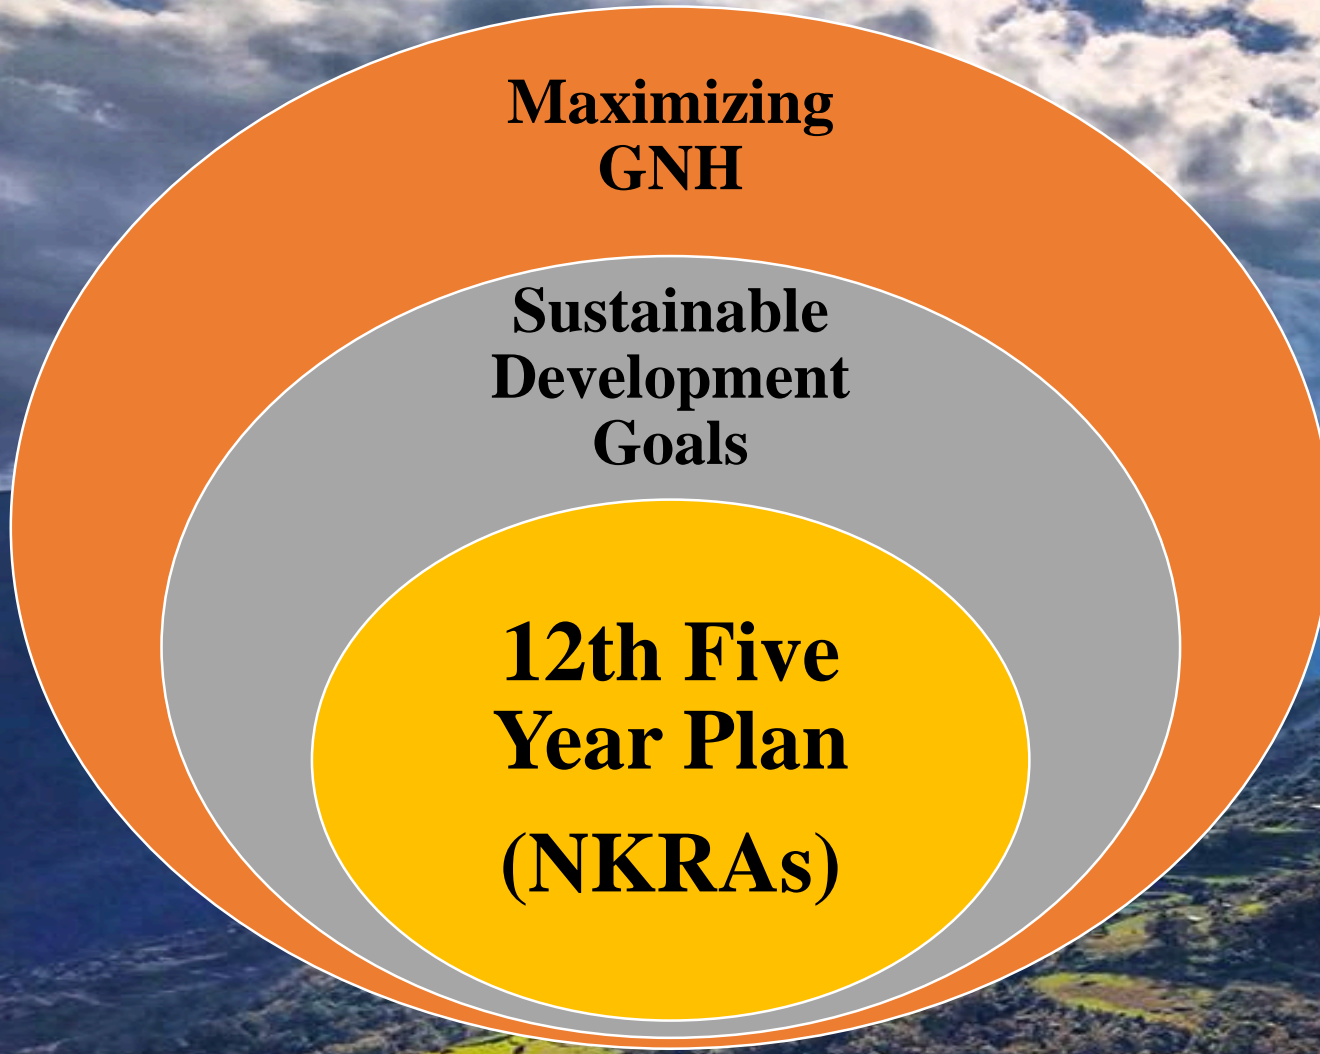 Maximizing
GNH
Sustainable
Development
Goals
12th Five
Year Plan
(NKRAs)